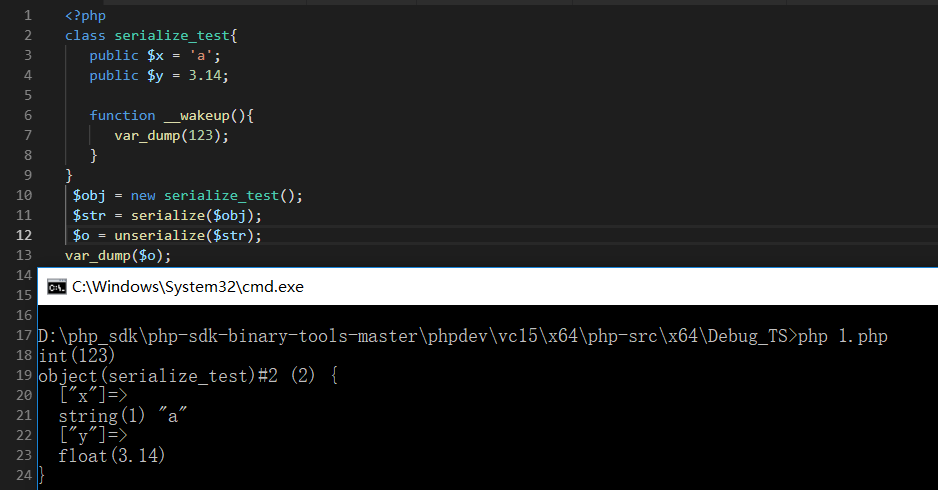 1 <?php
2 class serialize_test{
3 public $x = 'a';
4 public $y = 3.14;
5
6 function __wakeup(){
7 var_dump(123);
8 }
9 }
10 $obj = new serialize_test();
11 $str = serialize($obj);
12 $o = unserialize($str);
13 var_dump($o);
14
C:\Windows\System32\cmd.exe
15
16
17 D:\php_sdk\php-sdk-binary-tools-master\phpdev\vc15\x64\php-src\x64\Debug_TS>php 1.php
18 int(123)
19 object(serialize_test)#2 (2) {
20 ["x"]=>
21 string(1) "a"
22 ["y"]=>
23 float(3.14)
24 }